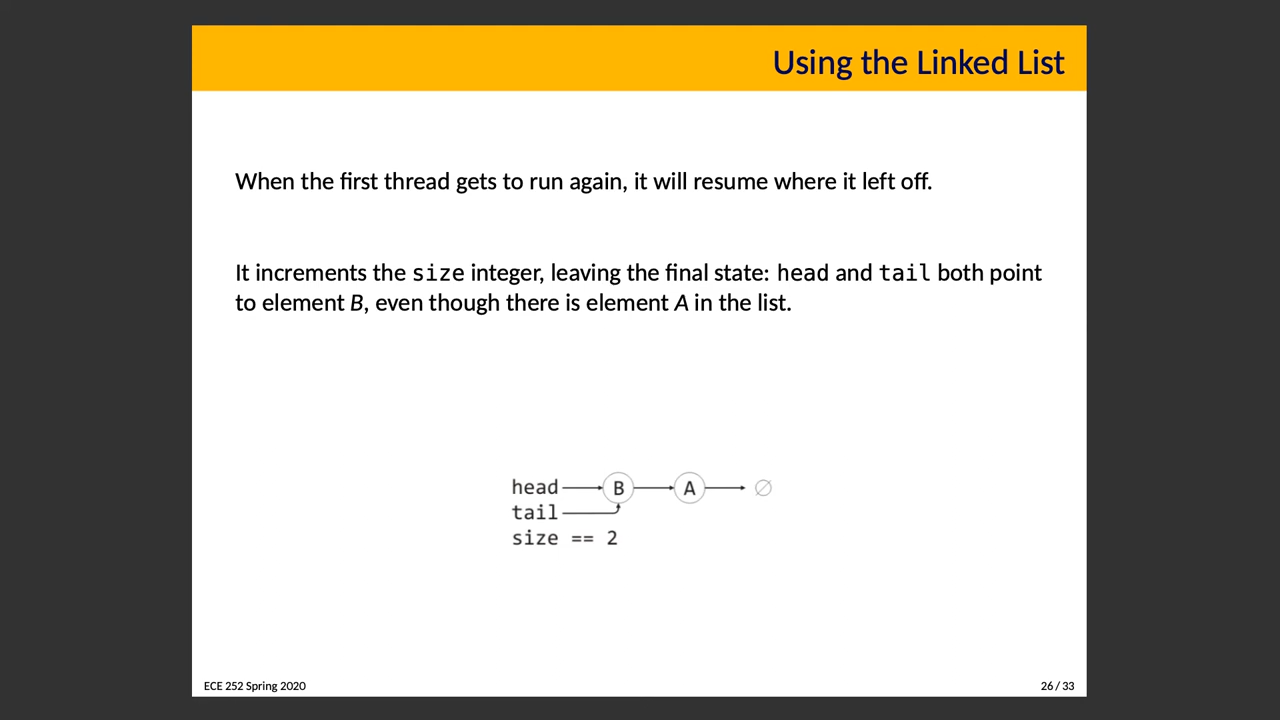 Using the Linked List
When the first thread gets to run again, it will resume where it left off.
It increments the size integer, leaving the final state: head and tail both point
to element B, even though there is element A in the list.
head B A ∅
tail
size == 2
ECE 252 Spring 2020 26 / 33